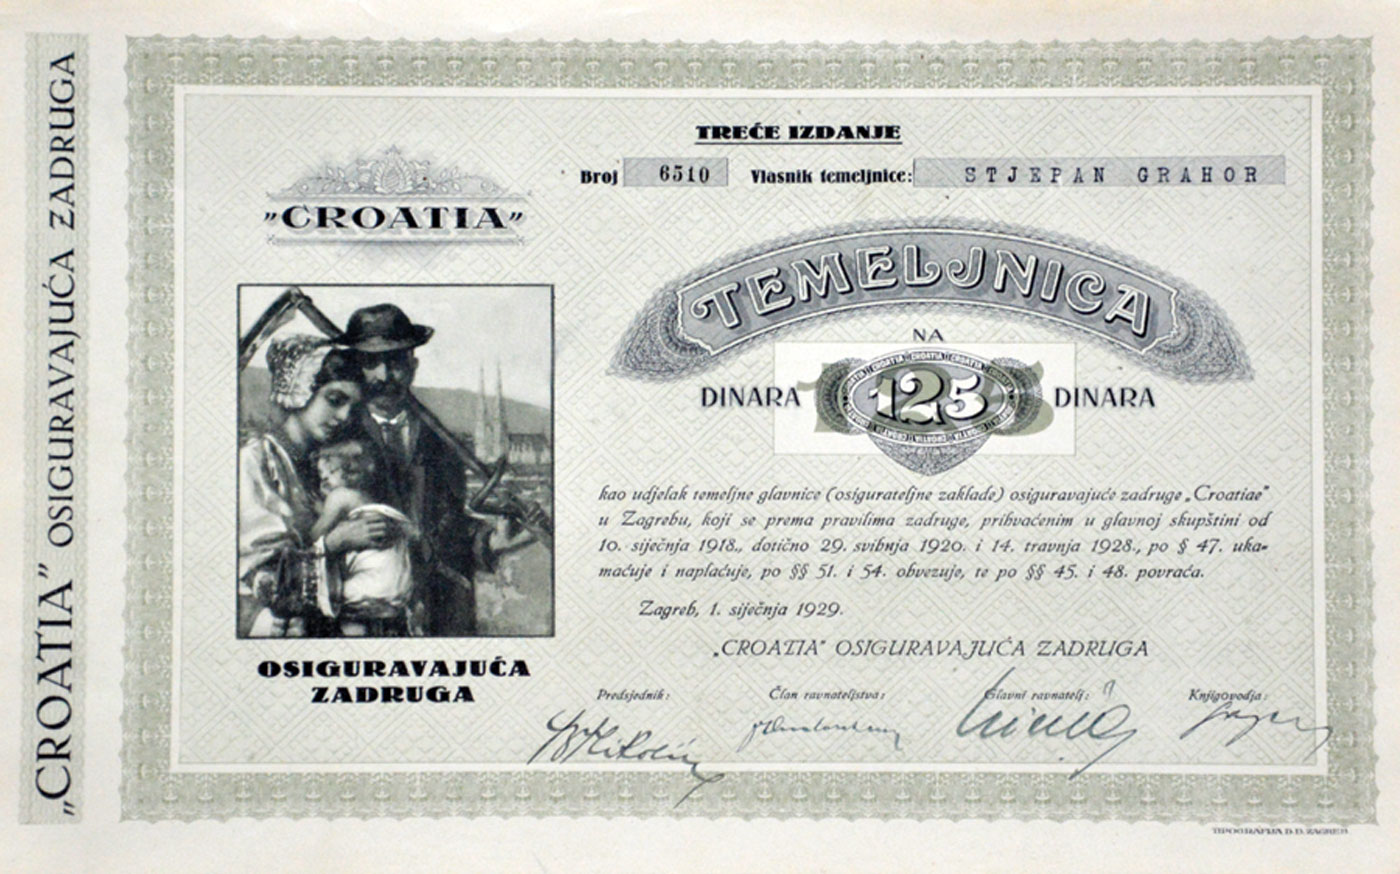 „CROATIA” OSIGURAVAJUĆA ZADRUGA
TREĆE IZDANJE
Broj 6510 Vlasnik temeljnice: STJEPAN GRAHOR
„CROATIA”
TEMELJNICA
NA
DINARA 125 DINARA
CROATIA CROATIA CROATIA
kao udjelak temeljne glavnice (osigurateljne zaklade) osiguravajuće zadruge „Croatiae”
u Zagrebu, koji se prema pravilima zadruge, prihvaćenim u glavnoj skupštini od
10. siječnja 1918., dotično 29. svibnja 1920. i 14. travnja 1928., po § 47. uka-
maćuje i naplaćuje, po §§ 51. i 54. obvezuje, te po §§ 45. i 48. povraća.
Zagreb, 1. siječnja 1929.
„CROATIA” OSIGURAVAJUĆA ZADRUGA
OSIGURAVAJUĆA
ZADRUGA
Predsjednik: Član ravnateljstva: Glavni ravnatelj: Knjigovodja:
TIPOGRAFIJA D. D. ZAGREB